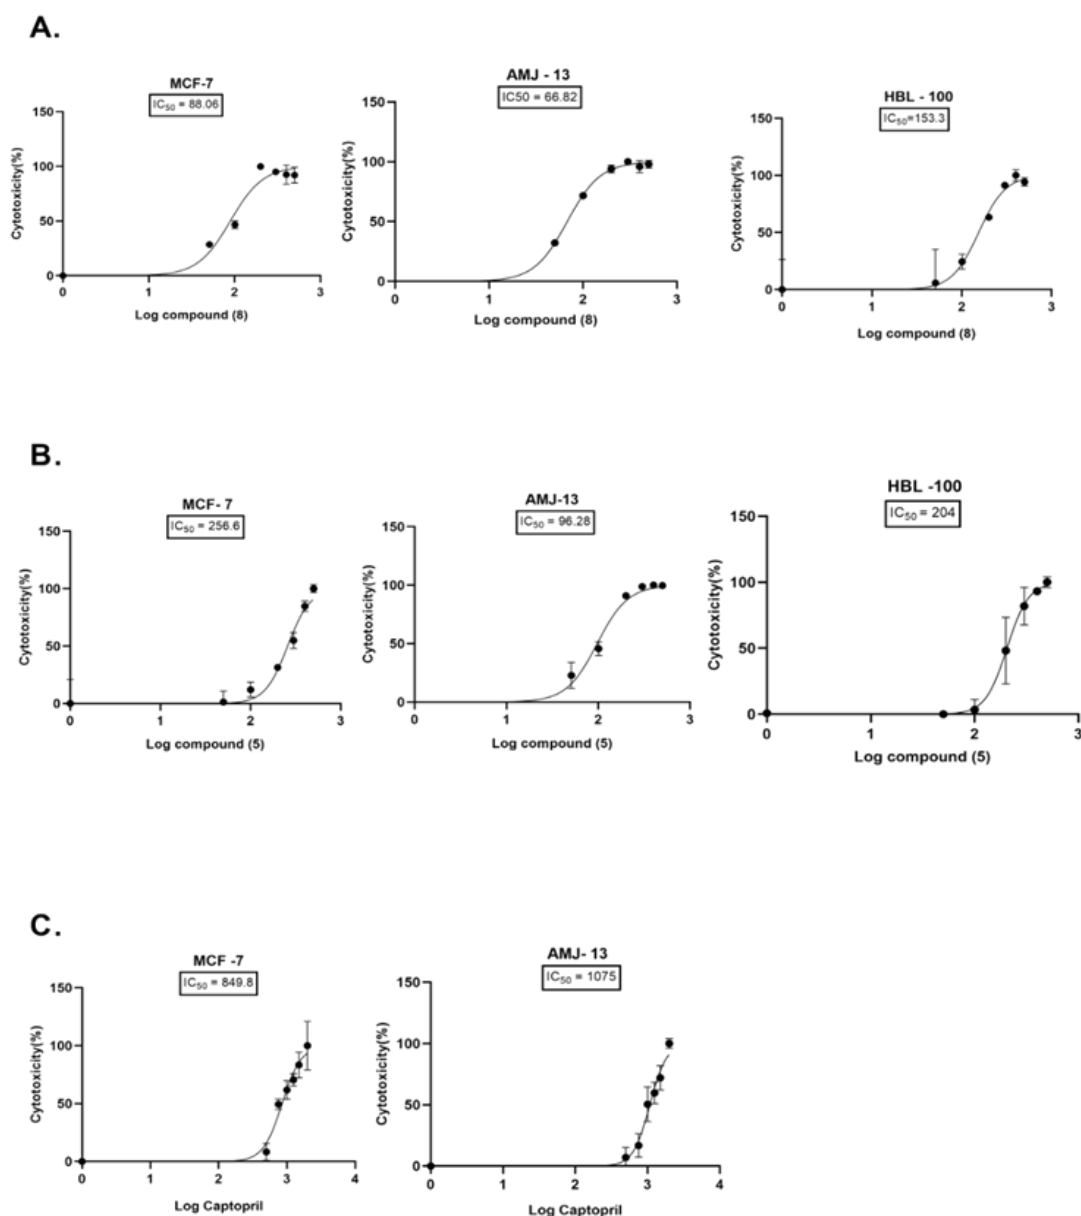 A.
MCF-7
IC50 = 88.06
150
100
50
0
0 1 2 3
Cytotoxicity(%)
Log compound (8)
AMJ - 13
IC50 = 66.82
150
100
50
0
0 1 2 3
Cytotoxicity(%)
Log compound (8)
HBL - 100
IC50=153.3
150
100
50
0
0 1 2 3
Cytotoxicity(%)
Log compound (8)
B.
MCF- 7
IC50 = 256.6
150
100
50
0
0 1 2 3
Cytotoxicity(%)
Log compound (5)
AMJ-13
IC50 = 96.28
150
100
50
0
0 1 2 3
Cytotoxicity(%)
Log compound (5)
HBL -100
IC50 = 204
150
100
50
0
0 1 2 3
Cytotoxicity(%)
Log compound (5)
C.
MCF -7
IC50 = 849.8
150
100
50
0
0 1 2 3 4
Cytotoxicity(%)
Log Captopril
AMJ- 13
IC50 = 1075
150
100
50
0
0 1 2 3 4
Cytotoxicity(%)
Log Captopril